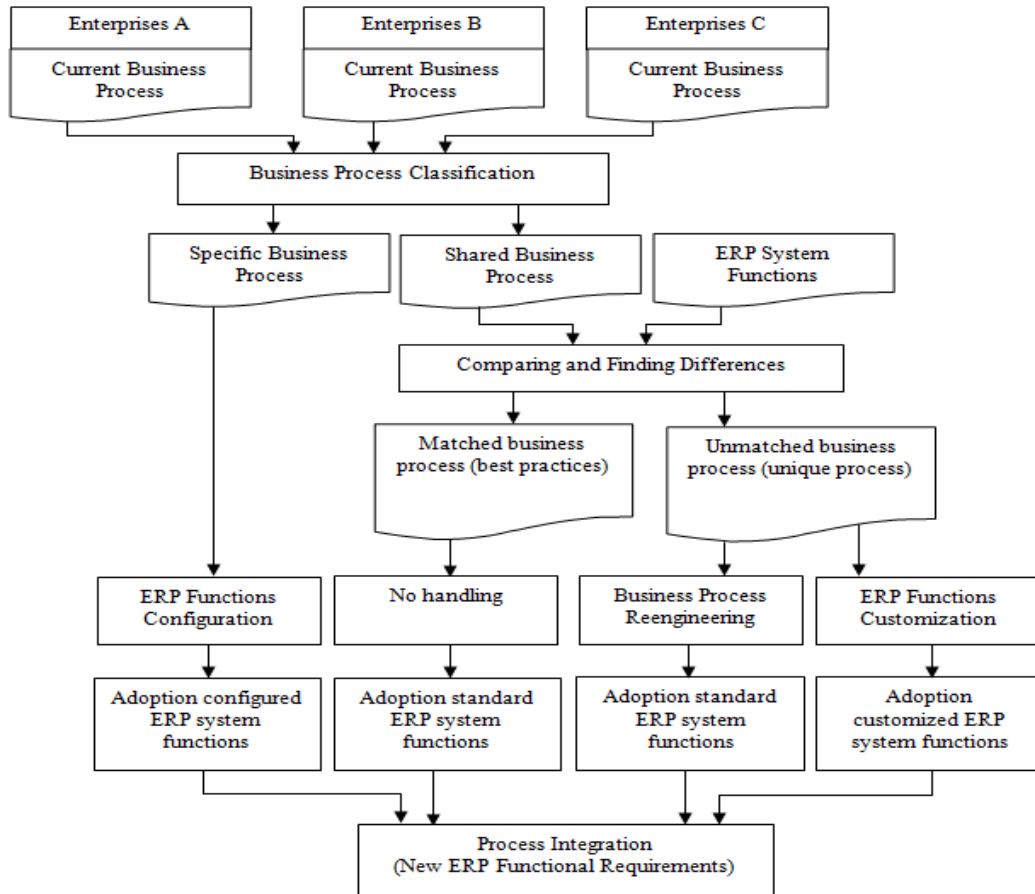 Enterprises A
Current Business
Process
Enterprises B
Current Business
Process
Enterprises C
Current Business
Process
Business Process Classification
Specific Business
Process
Shared Business
Process
ERP System
Functions
Comparing and Finding Differences
Matched business
process (best practices)
Unmatched business
process (unique process)
ERP Functions
Configuration
No handling
Business Process
Reengineering
ERP Functions
Customization
Adoption configured
ERP system
functions
Adoption standard
ERP system
functions
Adoption standard
ERP system
functions
Adoption
customized ERP
system functions
Process Integration
(New ERP Functional Requirements)